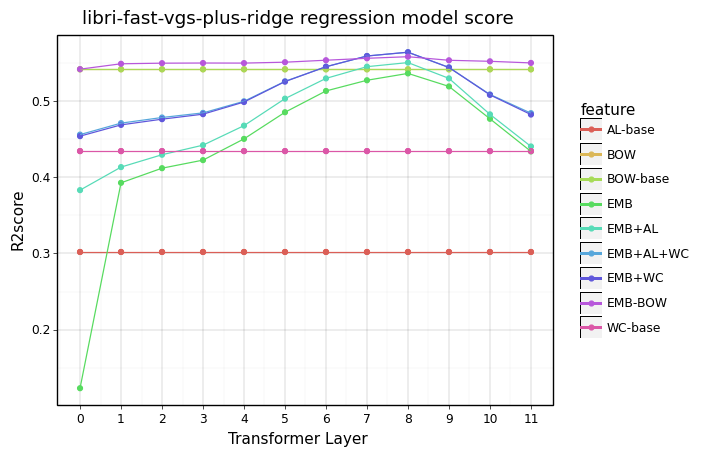 libri-fast-vgs-plus-ridge regression model score
R2score
0.5
0.4
0.3
0.2
0 1 2 3 4 5 6 7 8 9 10 11
Transformer Layer
feature
AL-base
BOW
BOW-base
EMB
EMB+AL
EMB+AL+WC
EMB+WC
EMB-BOW
WC-base